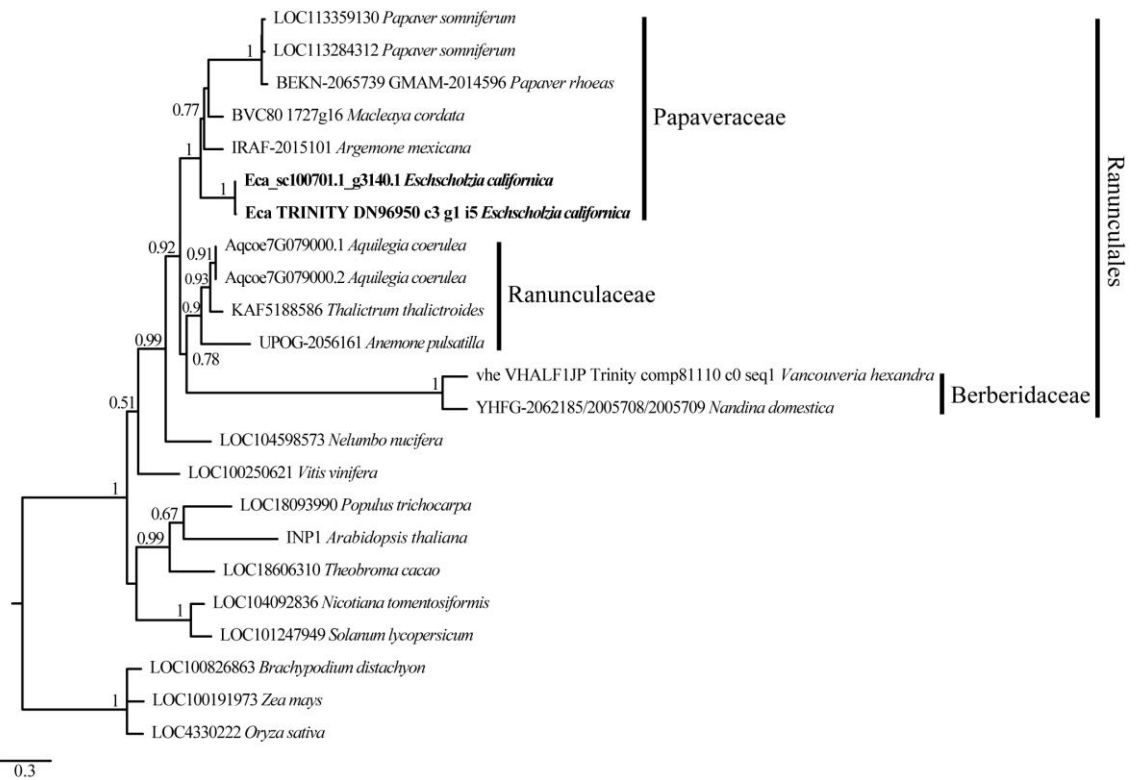 LOC113359130 Papaver somniferum
LOC113284312 Papaver somniferum
1
BEKN-2065739 GMAM-2014596 Papaver rhoeas
0.77
BVC80 1727g16 Macleaya cordata
Papaveraceae
IRAF-2015101 Argemone mexicana
1
Eca_sc100701.1_g3140.1 Eschscholzia californica
1
Eca TRINITY DN96950 c3 g1 i5 Eschscholzia californica
Ranunculales
0.92
0.91
Aqcoe7G079000.1 Aquilegia coerulea
0.93
Aqcoe7G079000.2 Aquilegia coerulea
Ranunculaceae
0.9
KAF5188586 Thalictrum thalictroides
0.99
UPOG-2056161 Anemone pulsatilla
0.78
vhe VHALF1JP Trinity comp81110 c0 seq1 Vancouveria hexandra
1
Berberidaceae
0.51
YHFG-2062185/2005708/2005709 Nandina domestica
LOC104598573 Nelumbo nucifera
LOC100250621 Vitis vinifera
1
LOC18093990 Populus trichocarpa
0.67
INP1 Arabidopsis thaliana
0.99
LOC18606310 Theobroma cacao
LOC104092836 Nicotiana tomentosiformis
1
LOC101247949 Solanum lycopersicum
LOC100826863 Brachypodium distachyon
1
LOC100191973 Zea mays
LOC4330222 Oryza sativa
0.3